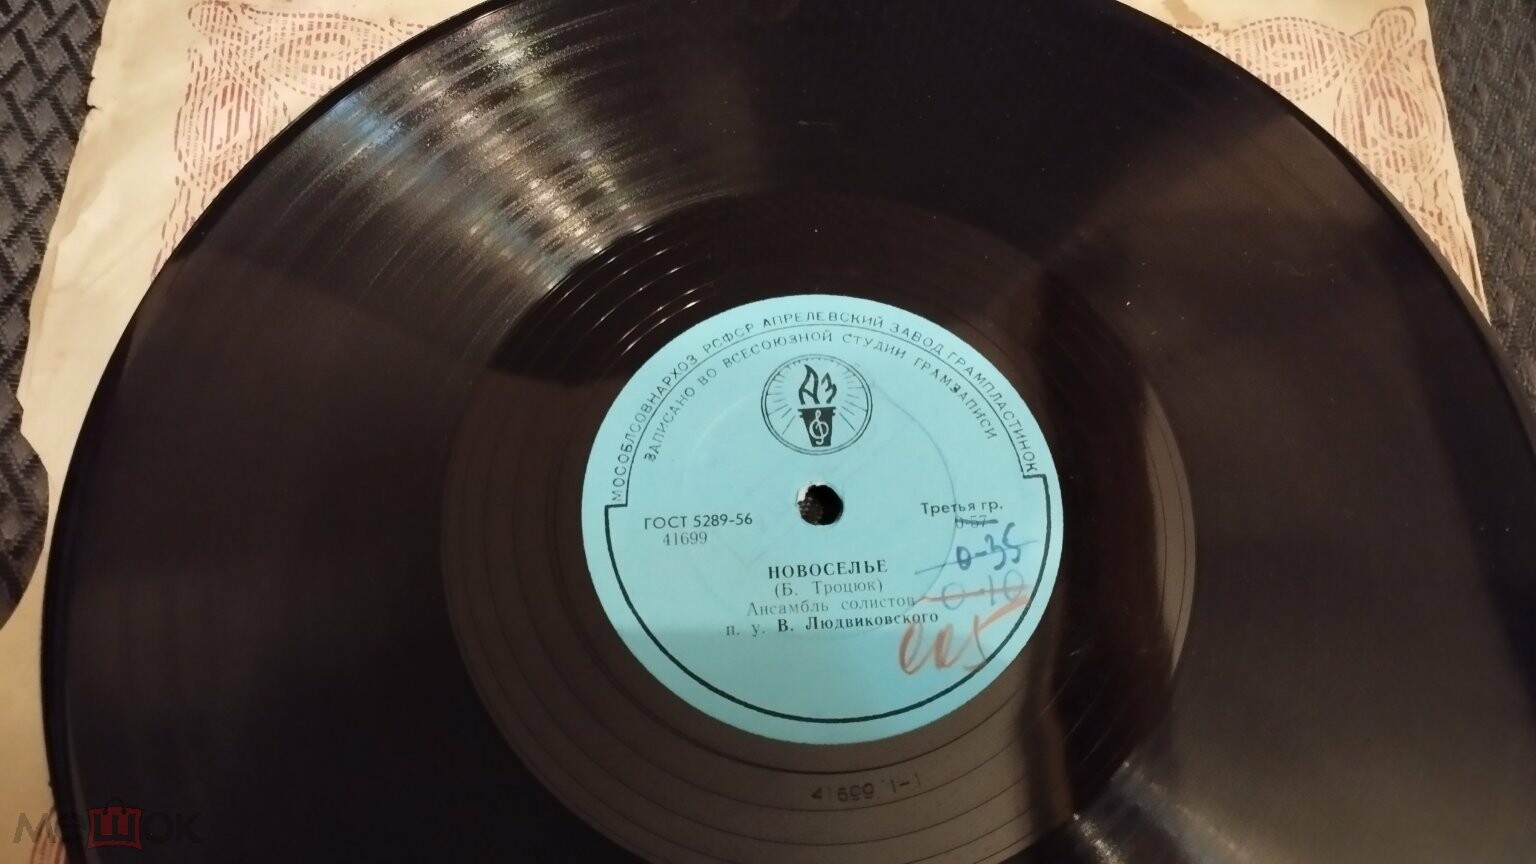 МОСОБЛСОВНАРХОЗ РСФСР АПРЕЛЕВСКИЙ ЗАВОД ГРАМПЛАСТИНОК
ЗАПИСАНО ВО ВСЕСОЮЗНОЙ СТУДИИ ГРАМЗАПИСИ
АЗ
ГОСТ 5289-56
41699
Третья гр.
0-57
0-35
0-10
НОВОСЕЛЬЕ
(Б. Троцюк)
Ансамбль солистов
п. у. В. Людвиковского
41699 1-1
мешок